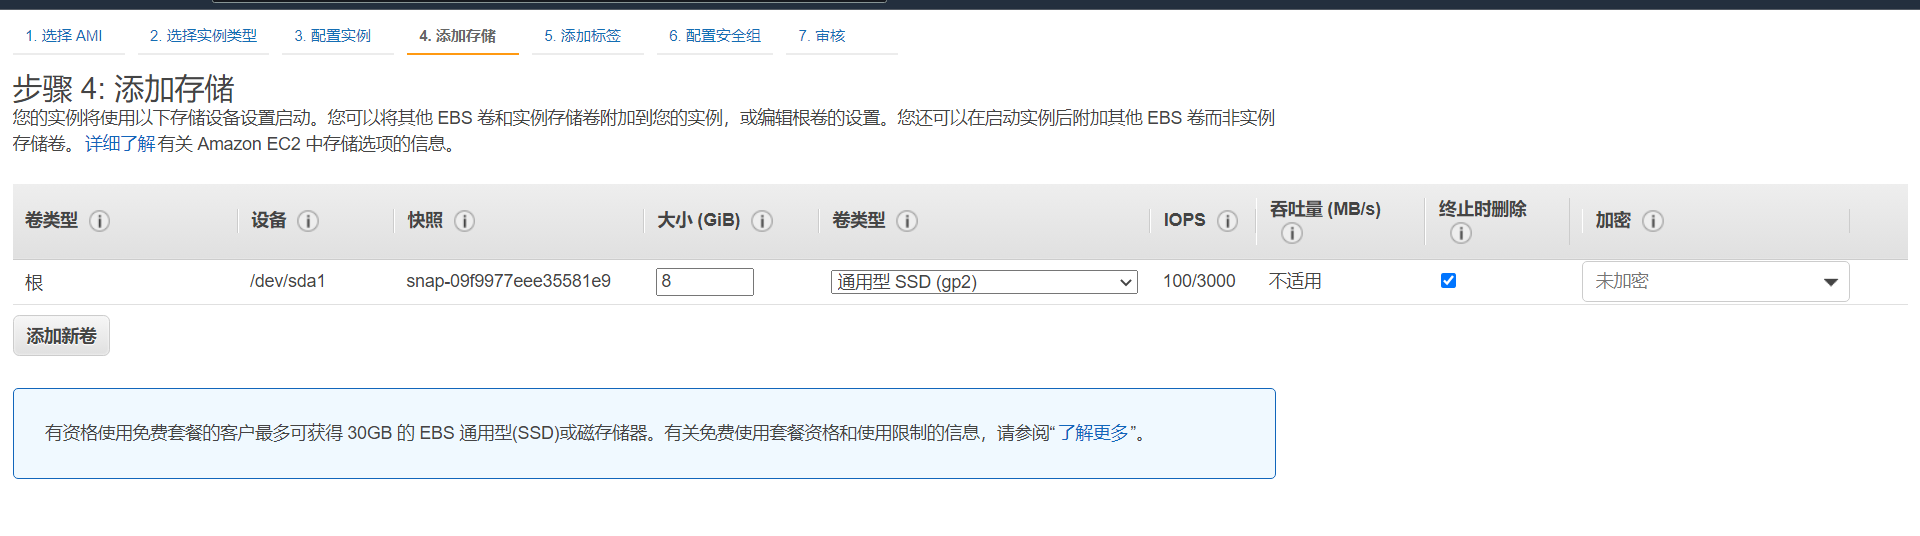 1. 选择 AMI 2. 选择实例类型 3. 配置实例 4. 添加存储 5. 添加标签 6. 配置安全组 7. 审核
步骤 4: 添加存储
您的实例将使用以下存储设备设置启动。您可以将其他 EBS 卷和实例存储卷附加到您的实例，或编辑根卷的设置。您还可以在启动实例后附加其他 EBS 卷而非实例
存储卷。 详细了解有关 Amazon EC2 中存储选项的信息。
卷类型 设备 快照 大小 (GiB) 卷类型 IOPS 吞吐量 (MB/s) 终止时删除 加密
根 /dev/sda1 snap-09f9977eee35581e9 8 通用型 SSD (gp2) 100/3000 不适用 未加密
添加新卷
有资格使用免费套餐的客户最多可获得 30GB 的 EBS 通用型(SSD)或磁存储器。有关免费使用套餐资格和使用限制的信息，请参阅“了解更多”。